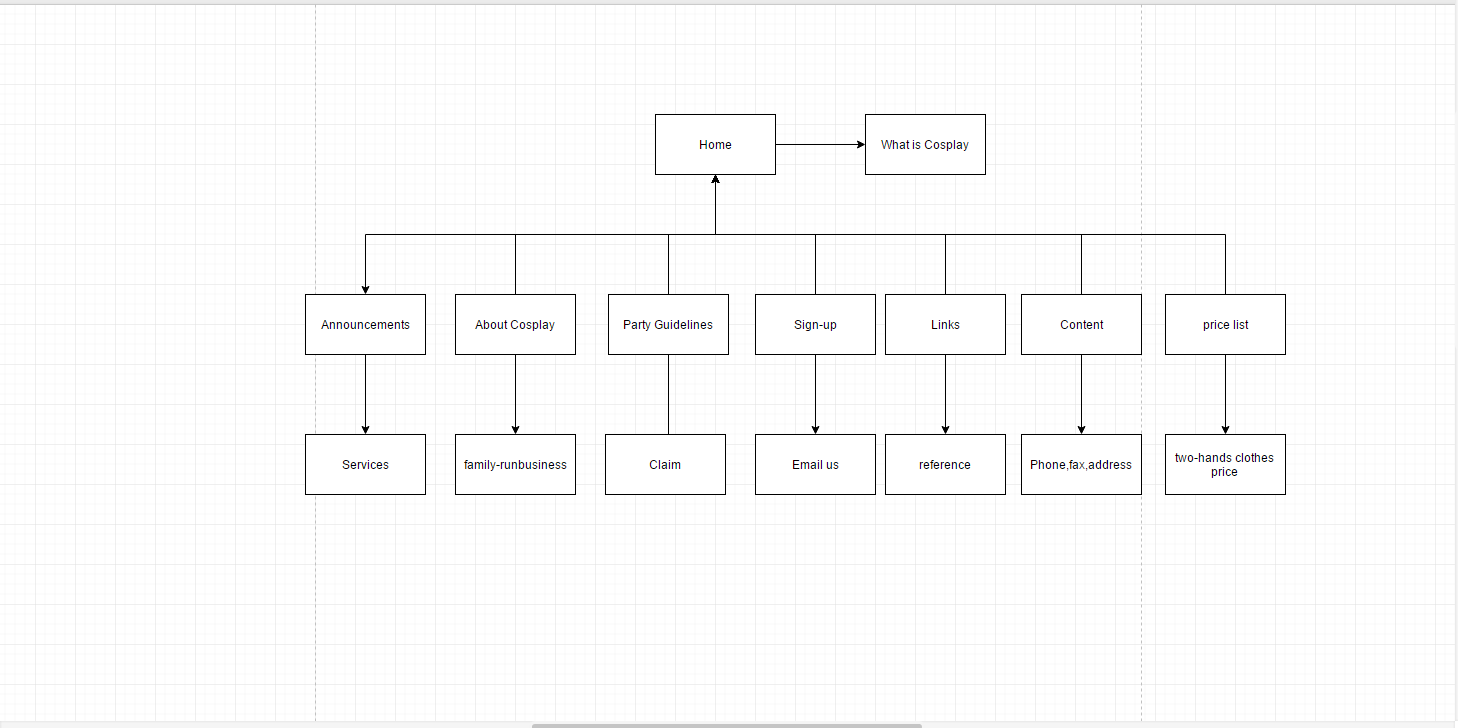 Home
What is Cosplay
Announcements
About Cosplay
Party Guidelines
Sign-up
Links
Content
price list
Services
family-runbusiness
Claim
Email us
reference
Phone,fax,address
two-hands clothes
price